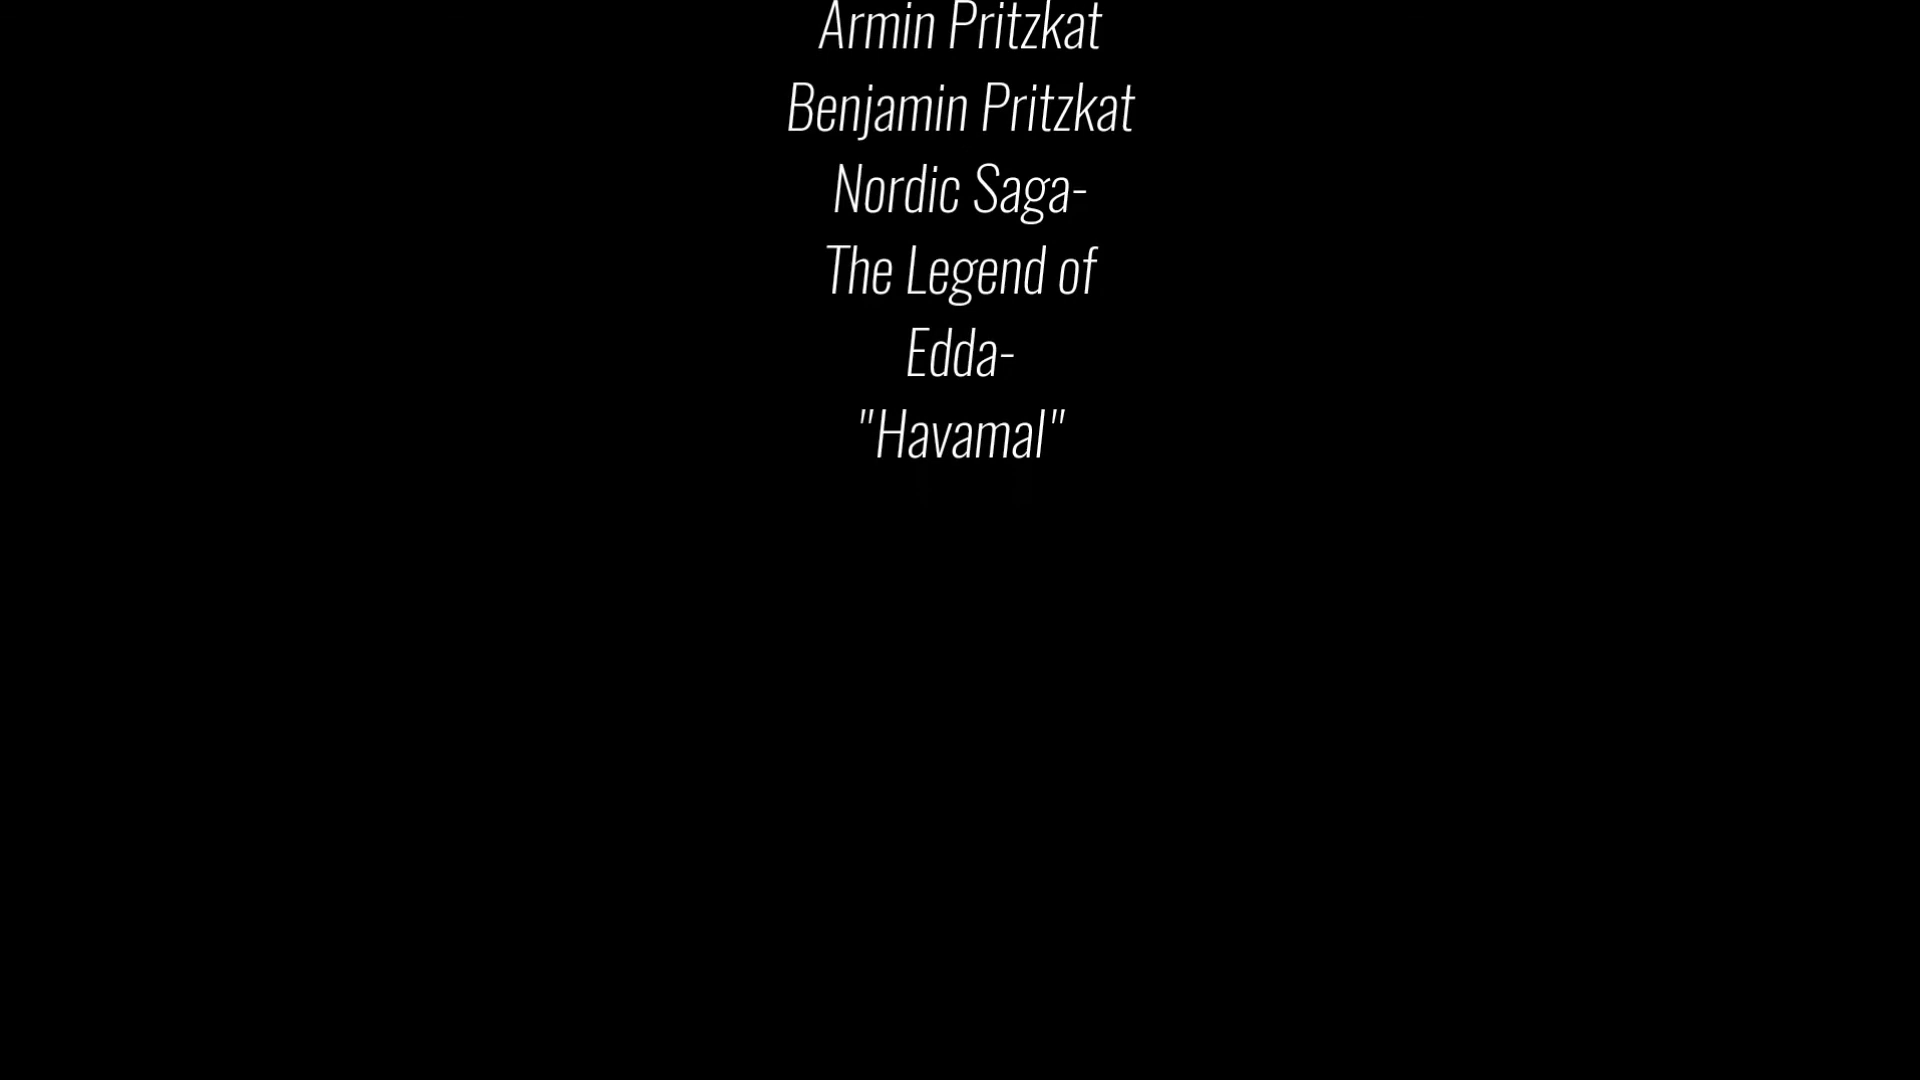 Armin Pritzkat
Benjamin Pritzkat
Nordic Saga-
The Legend of
Edda-
"Havamal"